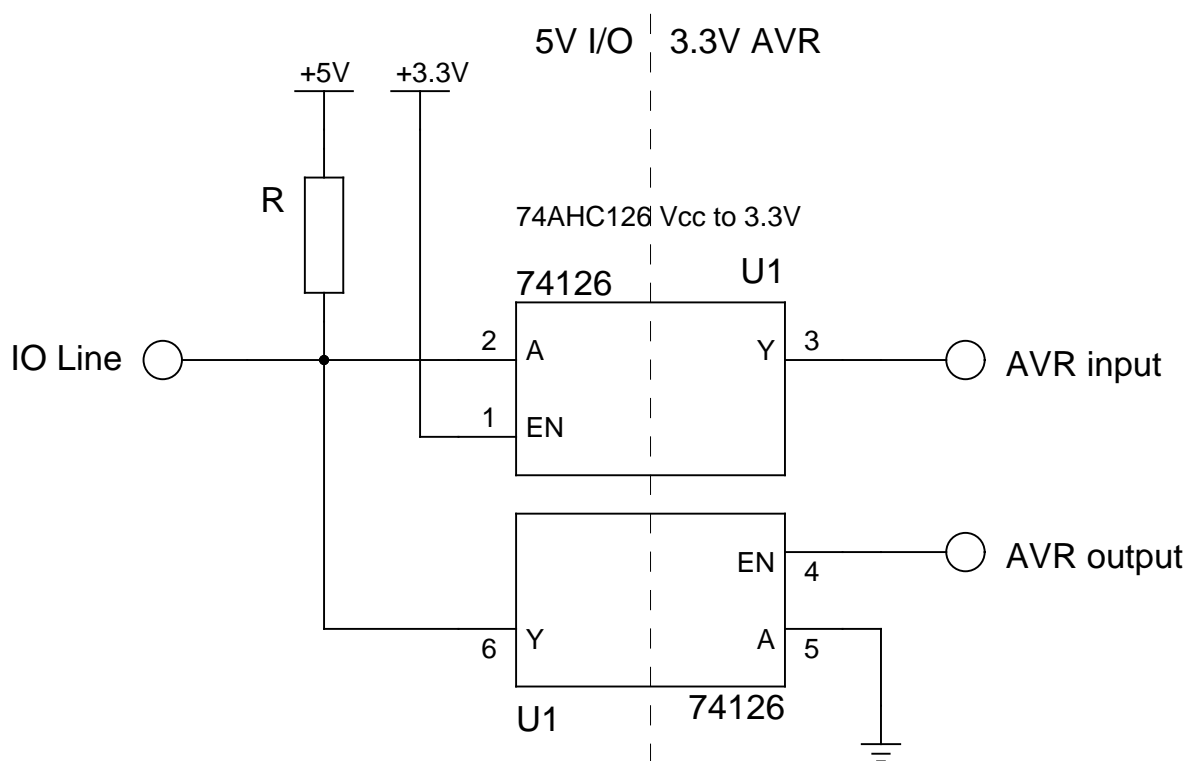 5V I/O 3.3V AVR
+5V +3.3V
R
74AHC126 Vcc to 3.3V
74126 U1
2 A Y 3
IO Line AVR input
1 EN
EN 4 AVR output
6 Y A 5
U1 74126